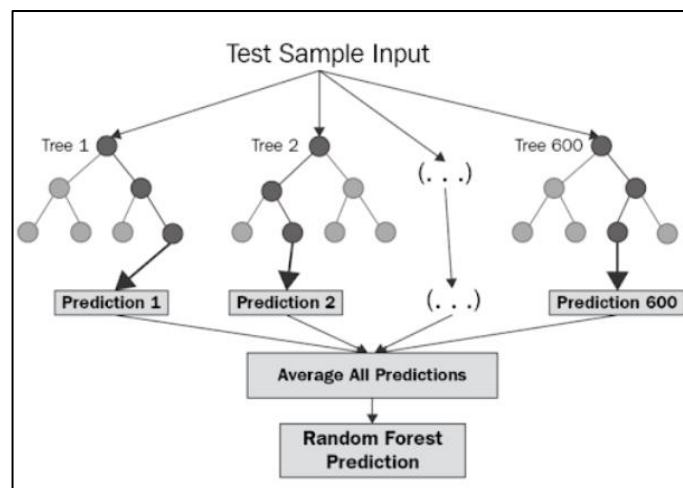 Test Sample Input
Tree 1
Tree 2
Tree 600
(. . .)
Prediction 1
Prediction 2
(. . .)
Prediction 600
Average All Predictions
Random Forest
Prediction